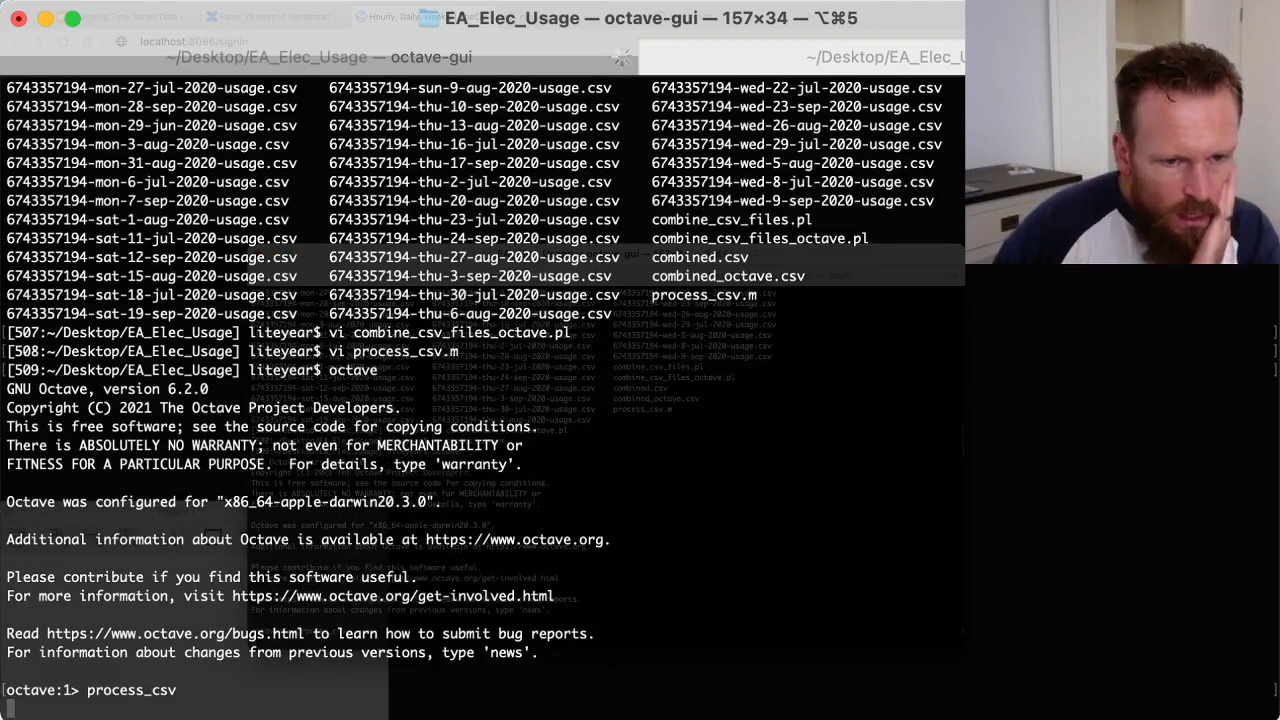 EA_Elec_Usage — octave-gui — 157×34 — ⌥⌘5
localhost:8086/signin
~/Desktop/EA_Elec_Usage — octave-gui
~/Desktop/EA_Elec_U
6743357194-mon-27-jul-2020-usage.csv 6743357194-sun-9-aug-2020-usage.csv 6743357194-wed-22-jul-2020-usage.csv
6743357194-mon-28-sep-2020-usage.csv 6743357194-thu-10-sep-2020-usage.csv 6743357194-wed-23-sep-2020-usage.csv
6743357194-mon-29-jun-2020-usage.csv 6743357194-thu-13-aug-2020-usage.csv 6743357194-wed-26-aug-2020-usage.csv
6743357194-mon-3-aug-2020-usage.csv 6743357194-thu-16-jul-2020-usage.csv 6743357194-wed-29-jul-2020-usage.csv
6743357194-mon-31-aug-2020-usage.csv 6743357194-thu-17-sep-2020-usage.csv 6743357194-wed-5-aug-2020-usage.csv
6743357194-mon-6-jul-2020-usage.csv 6743357194-thu-2-jul-2020-usage.csv 6743357194-wed-8-jul-2020-usage.csv
6743357194-mon-7-sep-2020-usage.csv 6743357194-thu-20-aug-2020-usage.csv 6743357194-wed-9-sep-2020-usage.csv
6743357194-sat-1-aug-2020-usage.csv 6743357194-thu-23-jul-2020-usage.csv combine_csv_files.pl
6743357194-sat-11-jul-2020-usage.csv 6743357194-thu-24-sep-2020-usage.csv combine_csv_files_octave.pl
6743357194-sat-12-sep-2020-usage.csv 6743357194-thu-27-aug-2020-usage.csv combined.csv
6743357194-sat-15-aug-2020-usage.csv 6743357194-thu-3-sep-2020-usage.csv combined_octave.csv
6743357194-sat-18-jul-2020-usage.csv 6743357194-thu-30-jul-2020-usage.csv process_csv.m
6743357194-sat-19-sep-2020-usage.csv 6743357194-thu-6-aug-2020-usage.csv
[[507:~/Desktop/EA_Elec_Usage] liteyear$ vi combine_csv_files_octave.pl ]
[[508:~/Desktop/EA_Elec_Usage] liteyear$ vi process_csv.m ]
[[509:~/Desktop/EA_Elec_Usage] liteyear$ octave ]
GNU Octave, version 6.2.0
Copyright (C) 2021 The Octave Project Developers.
This is free software; see the source code for copying conditions.
There is ABSOLUTELY NO WARRANTY; not even for MERCHANTABILITY or
FITNESS FOR A PARTICULAR PURPOSE.  For details, type 'warranty'.
Octave was configured for "x86_64-apple-darwin20.3.0".
Additional information about Octave is available at https://www.octave.org.
Please contribute if you find this software useful.
For more information, visit https://www.octave.org/get-involved.html
Read https://www.octave.org/bugs.html to learn how to submit bug reports.
For information about changes from previous versions, type 'news'.
[octave:1> process_csv ]